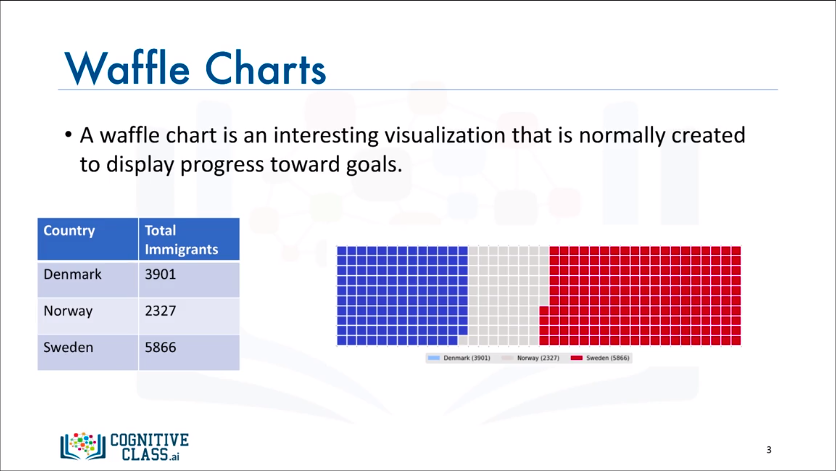 Waffle Charts
• A waffle chart is an interesting visualization that is normally created
to display progress toward goals.
Country Total
Immigrants
Denmark 3901
Norway 2327
Sweden 5866
Denmark (3901) Norway (2327) Sweden (5866)
COGNITIVE
CLASS.ai
3